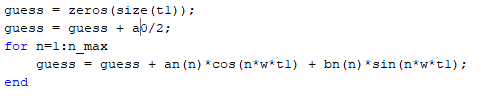 guess = zeros(size(t1));
guess = guess + a0/2;
for n=1:n_max
    guess = guess + an(n)*cos(n*w*t1) + bn(n)*sin(n*w*t1);
end